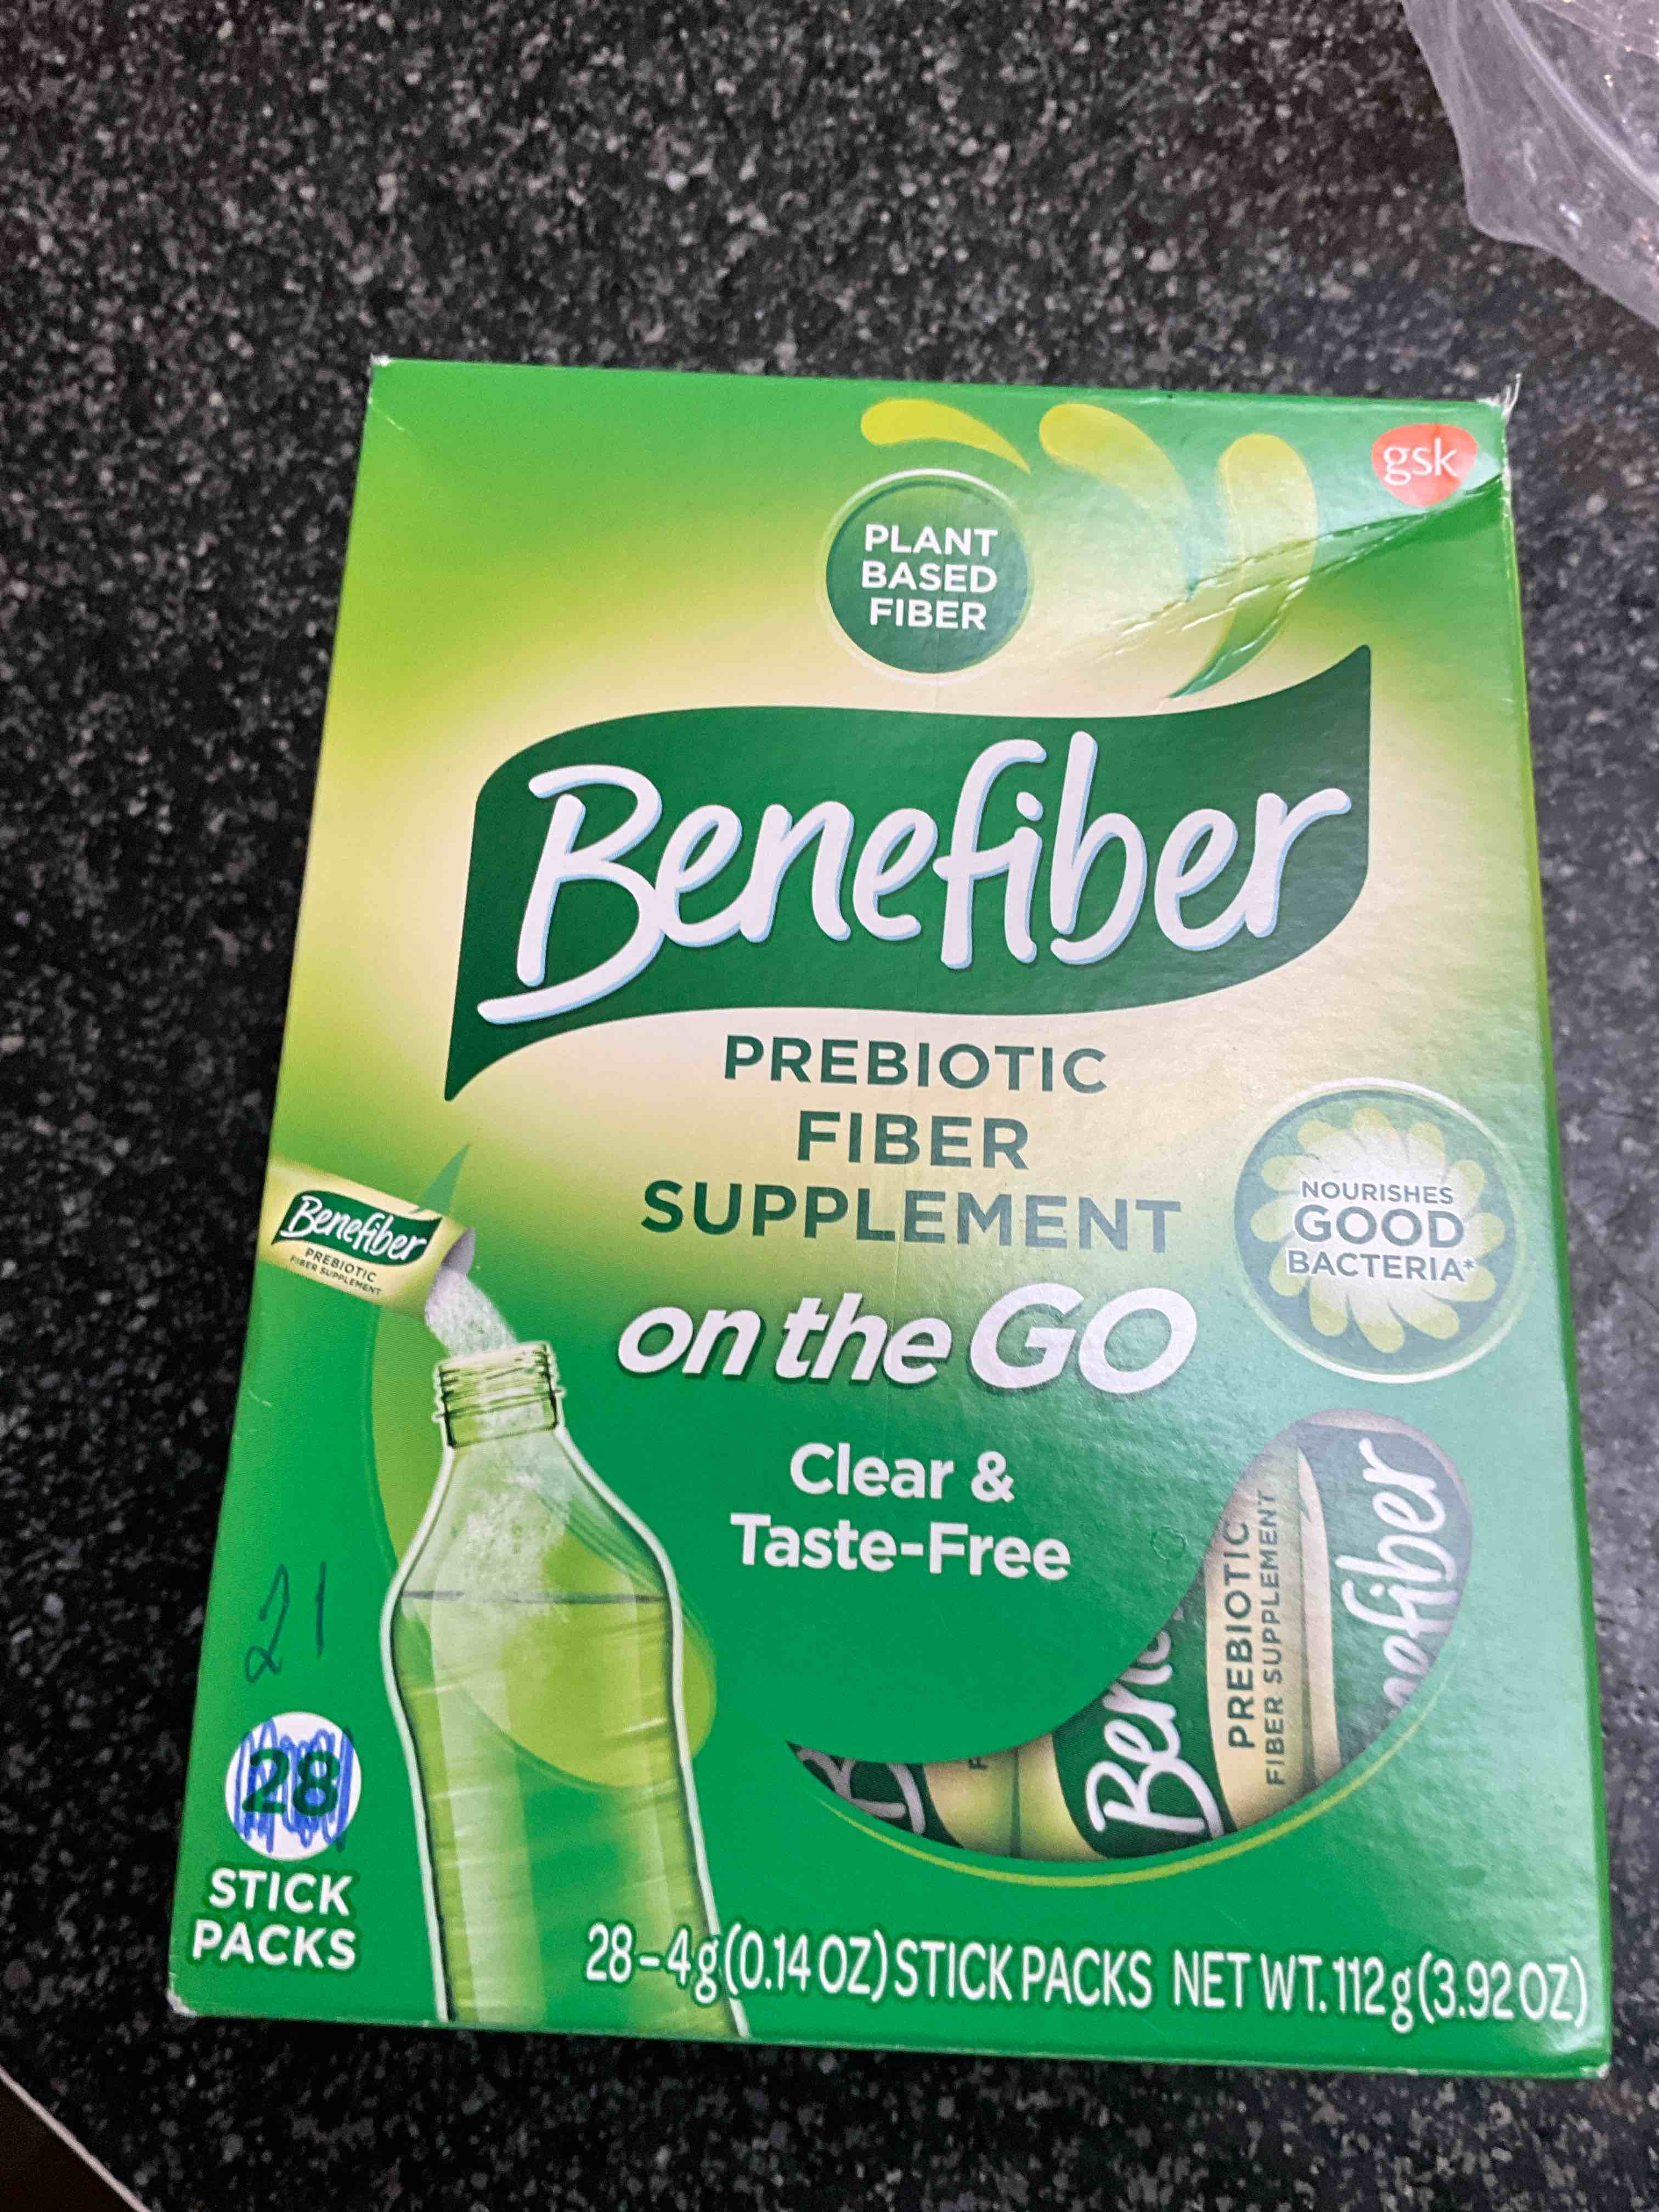 gsk
PLANT
BASED
FIBER
Benefiber
PREBIOTIC
FIBER
SUPPLEMENT
NOURISHES
GOOD
BACTERIA*
Benefiber
PREBIOTIC
FIBER SUPPLEMENT
on the GO
Clear &
Taste-Free
Bene
PREBIOTIC
FIBER SUPPLEMENT
nefiber
21
28
STICK
PACKS
28-4g (0.14 OZ) STICK PACKS NET WT. 112g (3.92 OZ)